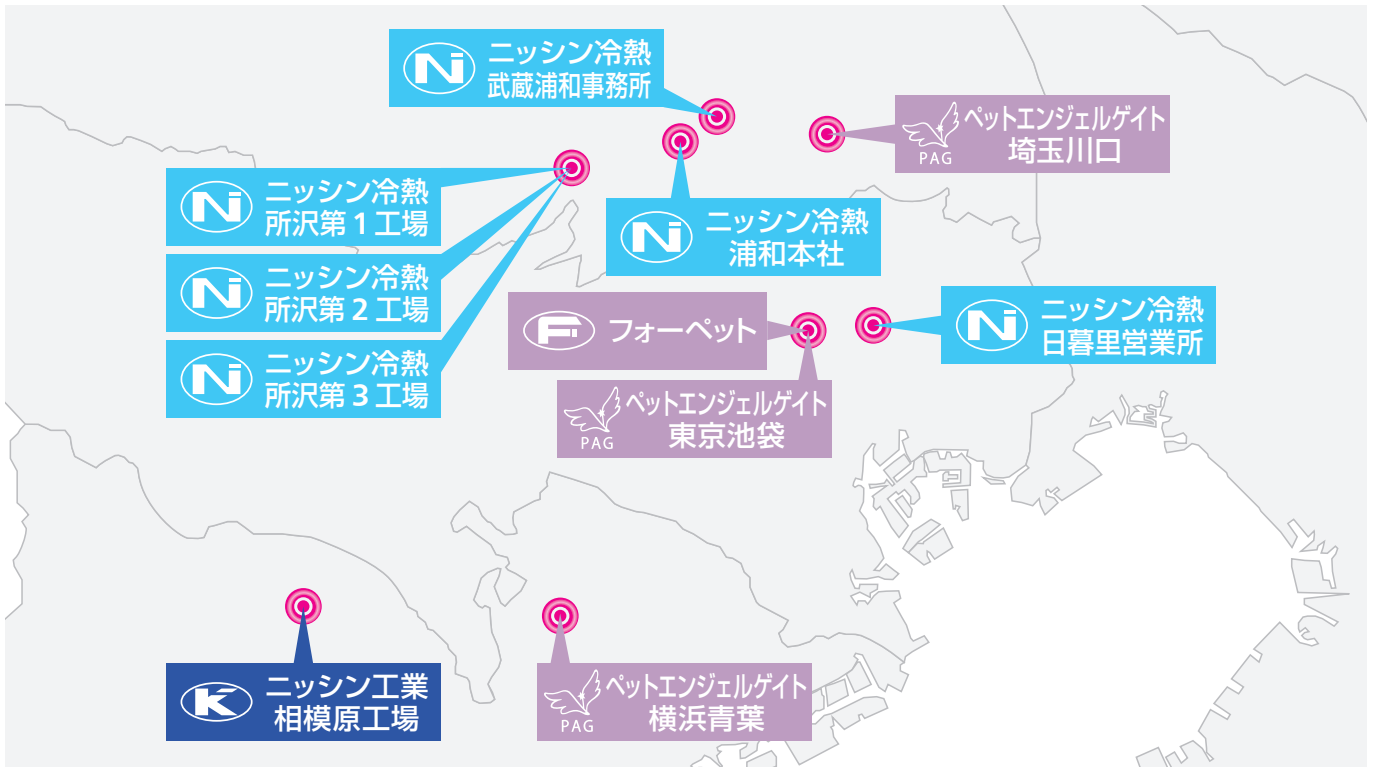 ニッシン冷熱
武蔵浦和事務所
ペットエンジェルゲイト
埼玉川口
PAG
ニッシン冷熱
所沢第1工場
ニッシン冷熱
浦和本社
ニッシン冷熱
所沢第2工場
ニッシン冷熱
所沢第3工場
フォーペット
ニッシン冷熱
日暮里営業所
ペットエンジェルゲイト
東京池袋
PAG
ニッシン工業
相模原工場
ペットエンジェルゲイト
横浜青葉
PAG